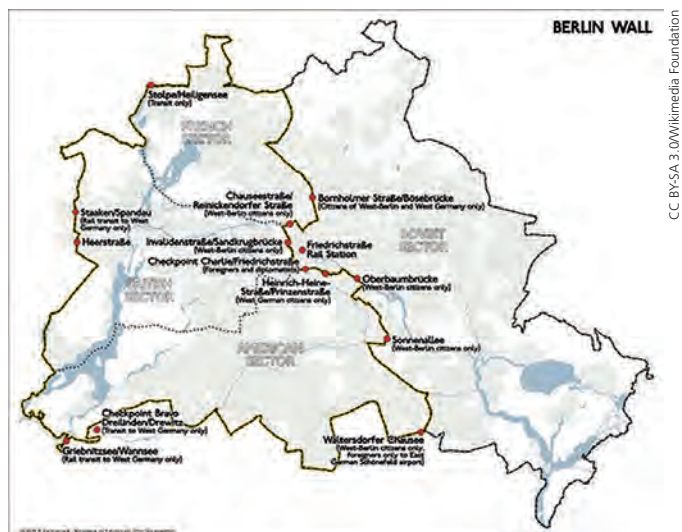 BERLIN WALL
CC BY-SA 3.0/Wikimedia Foundation
Stolpe/Heiligensee
(Transit only)
FRENCH
SECTOR
Chauseestraße/
Reinickendorfer Straße
(West-Berlin citizens only)
Bornholmer Straße/Bösebrücke
(Citizens of West-Berlin and West Germany only)
Staaken/Spandau
(Rail transit to West
Germany only)
Heerstraße
Invalidenstraße/Sandkrugbrücke
(West-Berlin citizens only)
SOVIET
SECTOR
Friedrichstraße
Rail Station
Checkpoint Charlie/Friedrichstraße
(Foreigners and diplomats)
BRITISH
SECTOR
Heinrich-Heine-
Straße/Prinzenstraße
(West German citizens only)
Oberbaumbrücke
(West-Berlin citizens only)
Sonnenallee
(West-Berlin citizens only)
AMERICAN
SECTOR
Checkpoint Bravo
Dreilinden/Drewitz
(Transit to West Germany only)
Griebnitzsee/Wannsee
(Rail transit to West Germany only)
Waltersdorfer Chausee
(West-Berlin citizens only,
foreigners only to East
German Schönefeld airport)